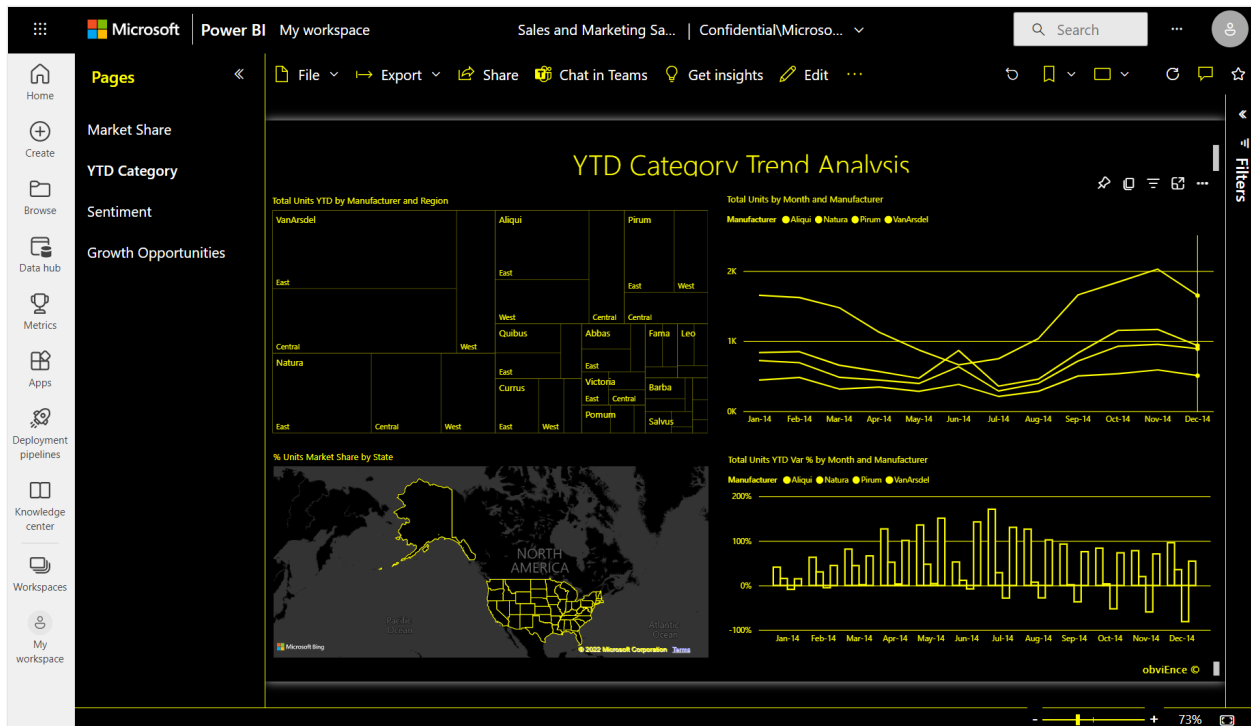 Microsoft Power BI My workspace Sales and Marketing Sa... | Confidential\Microso... Search ...
Home
Create
Browse
Data hub
Metrics
Apps
Deployment
pipelines
Knowledge
center
Workspaces
My
workspace
Pages
Market Share
YTD Category
Sentiment
Growth Opportunities
File Export Share Chat in Teams Get insights Edit ...
Filters
YTD Category Trend Analysis
Total Units YTD by Manufacturer and Region
VanArsdel Aliqui Pirum
East
East
East West
West Central Central
Central West
Quibus Abbas Fama Leo
Natura
East East
Currus Victoria Barba
East Central
Pomum Salvus
East Central West East West
Total Units by Month and Manufacturer
Manufacturer Aliqui Natura Pirum VanArsdel
2K
1K
0K
Jan-14 Feb-14 Mar-14 Apr-14 May-14 Jun-14 Jul-14 Aug-14 Sep-14 Oct-14 Nov-14 Dec-14
% Units Market Share by State
NORTH
AMERICA
Pacific
Ocean
Atlantic
Ocean
Microsoft Bing
© 2022 Microsoft Corporation Terms
Total Units YTD Var % by Month and Manufacturer
Manufacturer Aliqui Natura Pirum VanArsdel
200%
100%
0%
-100%
Jan-14 Feb-14 Mar-14 Apr-14 May-14 Jun-14 Jul-14 Aug-14 Sep-14 Oct-14 Nov-14 Dec-14
obviEnce ©
- + 73%